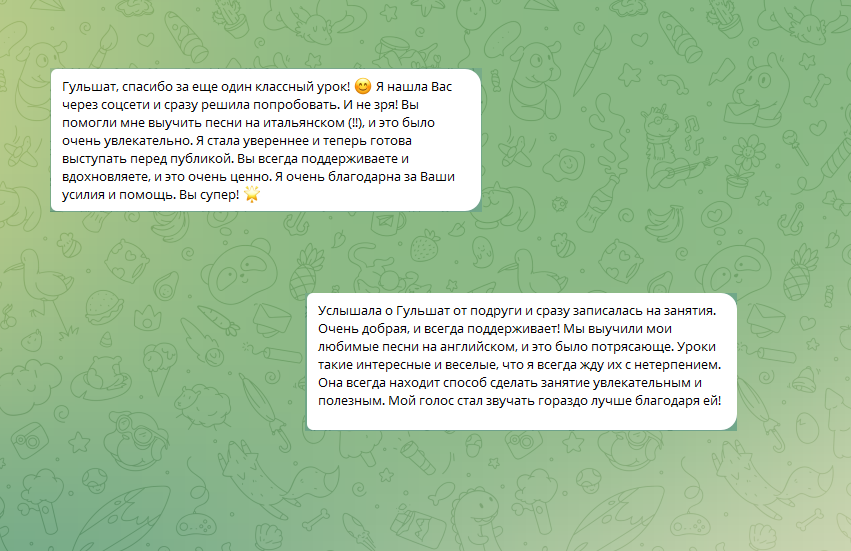 Гульшат, спасибо за еще один классный урок! 😊 Я нашла Вас
через соцсети и сразу решила попробовать. И не зря! Вы
помогли мне выучить песни на итальянском (!!), и это было
очень увлекательно. Я стала увереннее и теперь готова
выступать перед публикой. Вы всегда поддерживаете и
вдохновляете, и это очень ценно. Я очень благодарна за Ваши
усилия и помощь. Вы супер! 🌟
Услышала о Гульшат от подруги и сразу записалась на занятия.
Очень добрая, и всегда поддерживает! Мы выучили мои
любимые песни на английском, и это было потрясающе. Уроки
такие интересные и веселые, что я всегда жду их с нетерпением.
Она всегда находит способ сделать занятие увлекательным и
полезным. Мой голос стал звучать гораздо лучше благодаря ей!